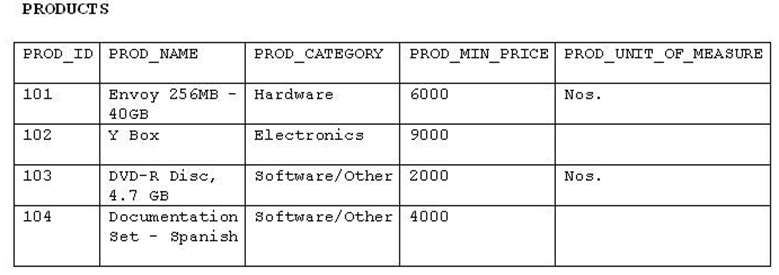 PRODUCTS
PROD_ID PROD_NAME PROD_CATEGORY PROD_MIN_PRICE PROD_UNIT_OF_MEASURE
101 Envoy 256MB - Hardware 6000 Nos.
40GB
102 Y Box Electronics 9000
103 DVD-R Disc, Software/Other 2000 Nos.
4.7 GB
104 Documentation Software/Other 4000
Set - Spanish